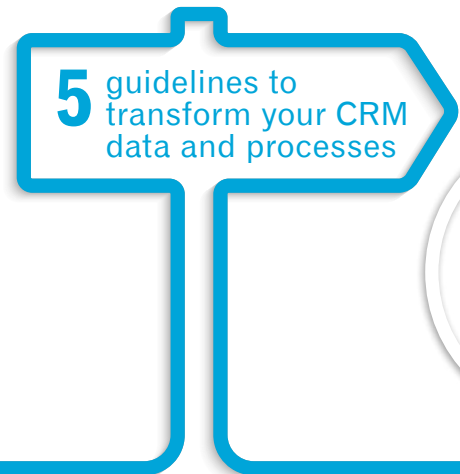 5 guidelines to
transform your CRM
data and processes